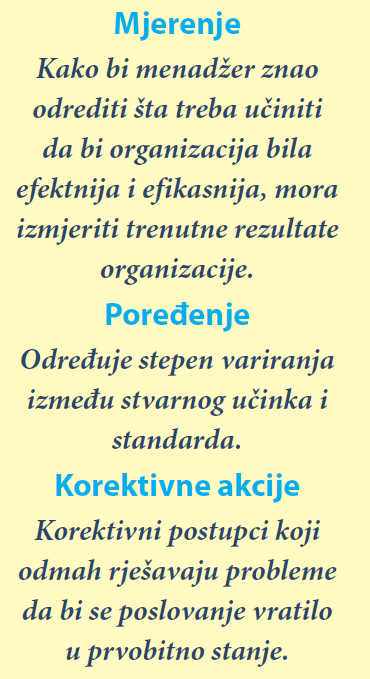 Mjerenje
Kako bi menadžer znao
odrediti šta treba učiniti
da bi organizacija bila
efektnija i efikasnija, mora
izmjeriti trenutne rezultate
organizacije.
Poređenje
Određuje stepen variranja
između stvarnog učinka i
standarda.
Korektivne akcije
Korektivni postupci koji
odmah rješavaju probleme
da bi se poslovanje vratilo
u prvobitno stanje.